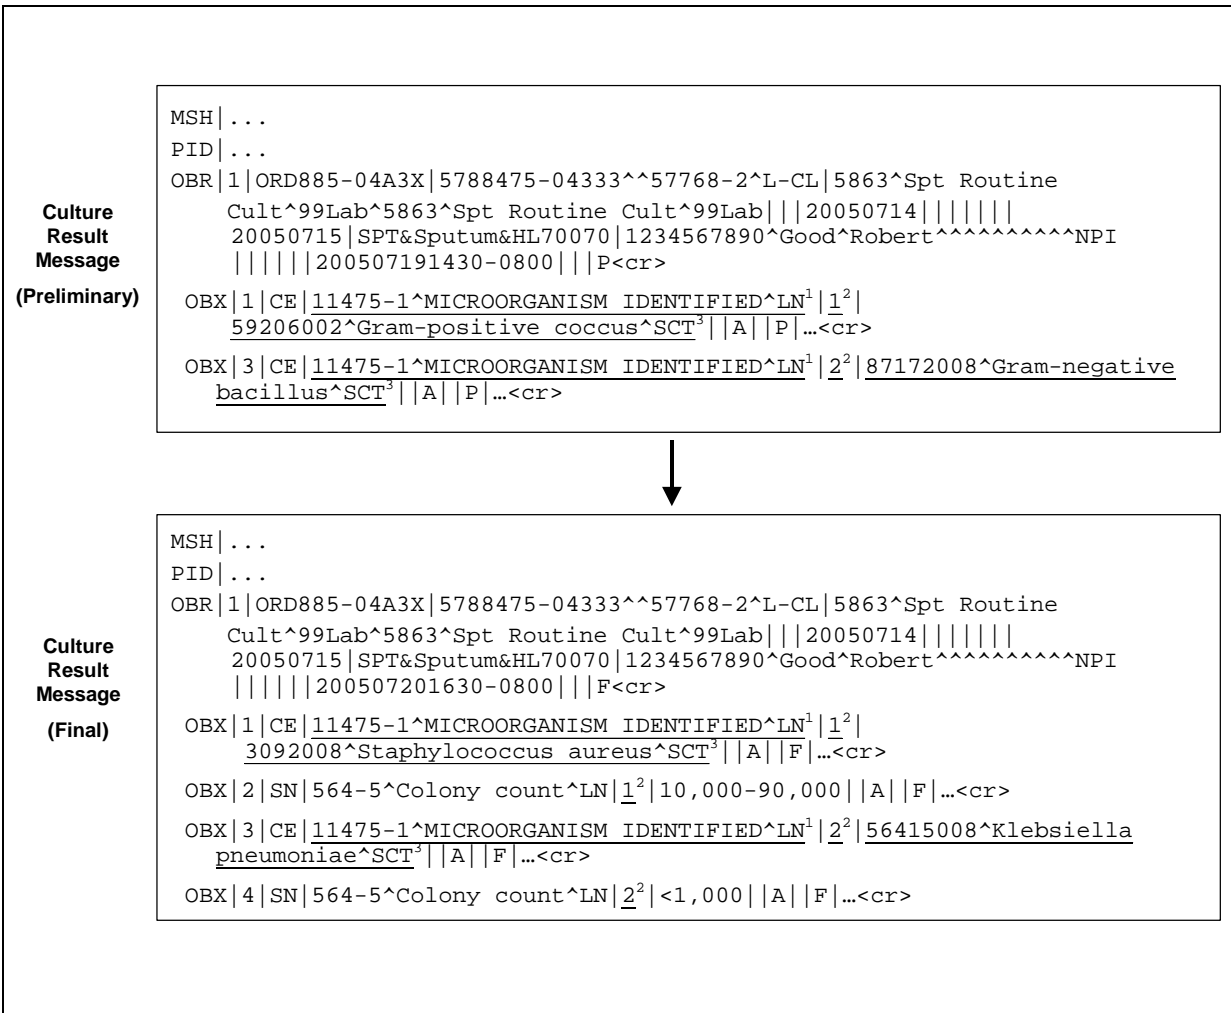 Culture
Result
Message
(Preliminary)
MSH|...
PID|...
OBR|1|ORD885-04A3X|5788475-04333^^57768-2^L-CL|5863^Spt Routine
Cult^99Lab^5863^Spt Routine Cult^99Lab|||20050714|||||||
20050715|SPT&Sputum&HL70070|1234567890^Good^Robert^^^^^^^^^^NPI
||||||200507191430-0800|||P<cr>
OBX|1|CE|11475-1^MICROORGANISM IDENTIFIED^LN1|12|
59206002^Gram-positive coccus^SCT3||A||P|…<cr>
OBX|3|CE|11475-1^MICROORGANISM IDENTIFIED^LN1|22|87172008^Gram-negative
bacillus^SCT3||A||P|…<cr>
Culture
Result
Message
(Final)
MSH|...
PID|...
OBR|1|ORD885-04A3X|5788475-04333^^57768-2^L-CL|5863^Spt Routine
Cult^99Lab^5863^Spt Routine Cult^99Lab|||20050714|||||||
20050715|SPT&Sputum&HL70070|1234567890^Good^Robert^^^^^^^^^^NPI
||||||200507201630-0800|||F<cr>
OBX|1|CE|11475-1^MICROORGANISM IDENTIFIED^LN1|12|
3092008^Staphylococcus aureus^SCT3||A||F|…<cr>
OBX|2|SN|564-5^Colony count^LN|12|10,000-90,000||A||F|…<cr>
OBX|3|CE|11475-1^MICROORGANISM IDENTIFIED^LN1|22|56415008^Klebsiella
pneumoniae^SCT3||A||F|…<cr>
OBX|4|SN|564-5^Colony count^LN|22|<1,000||A||F|…<cr>